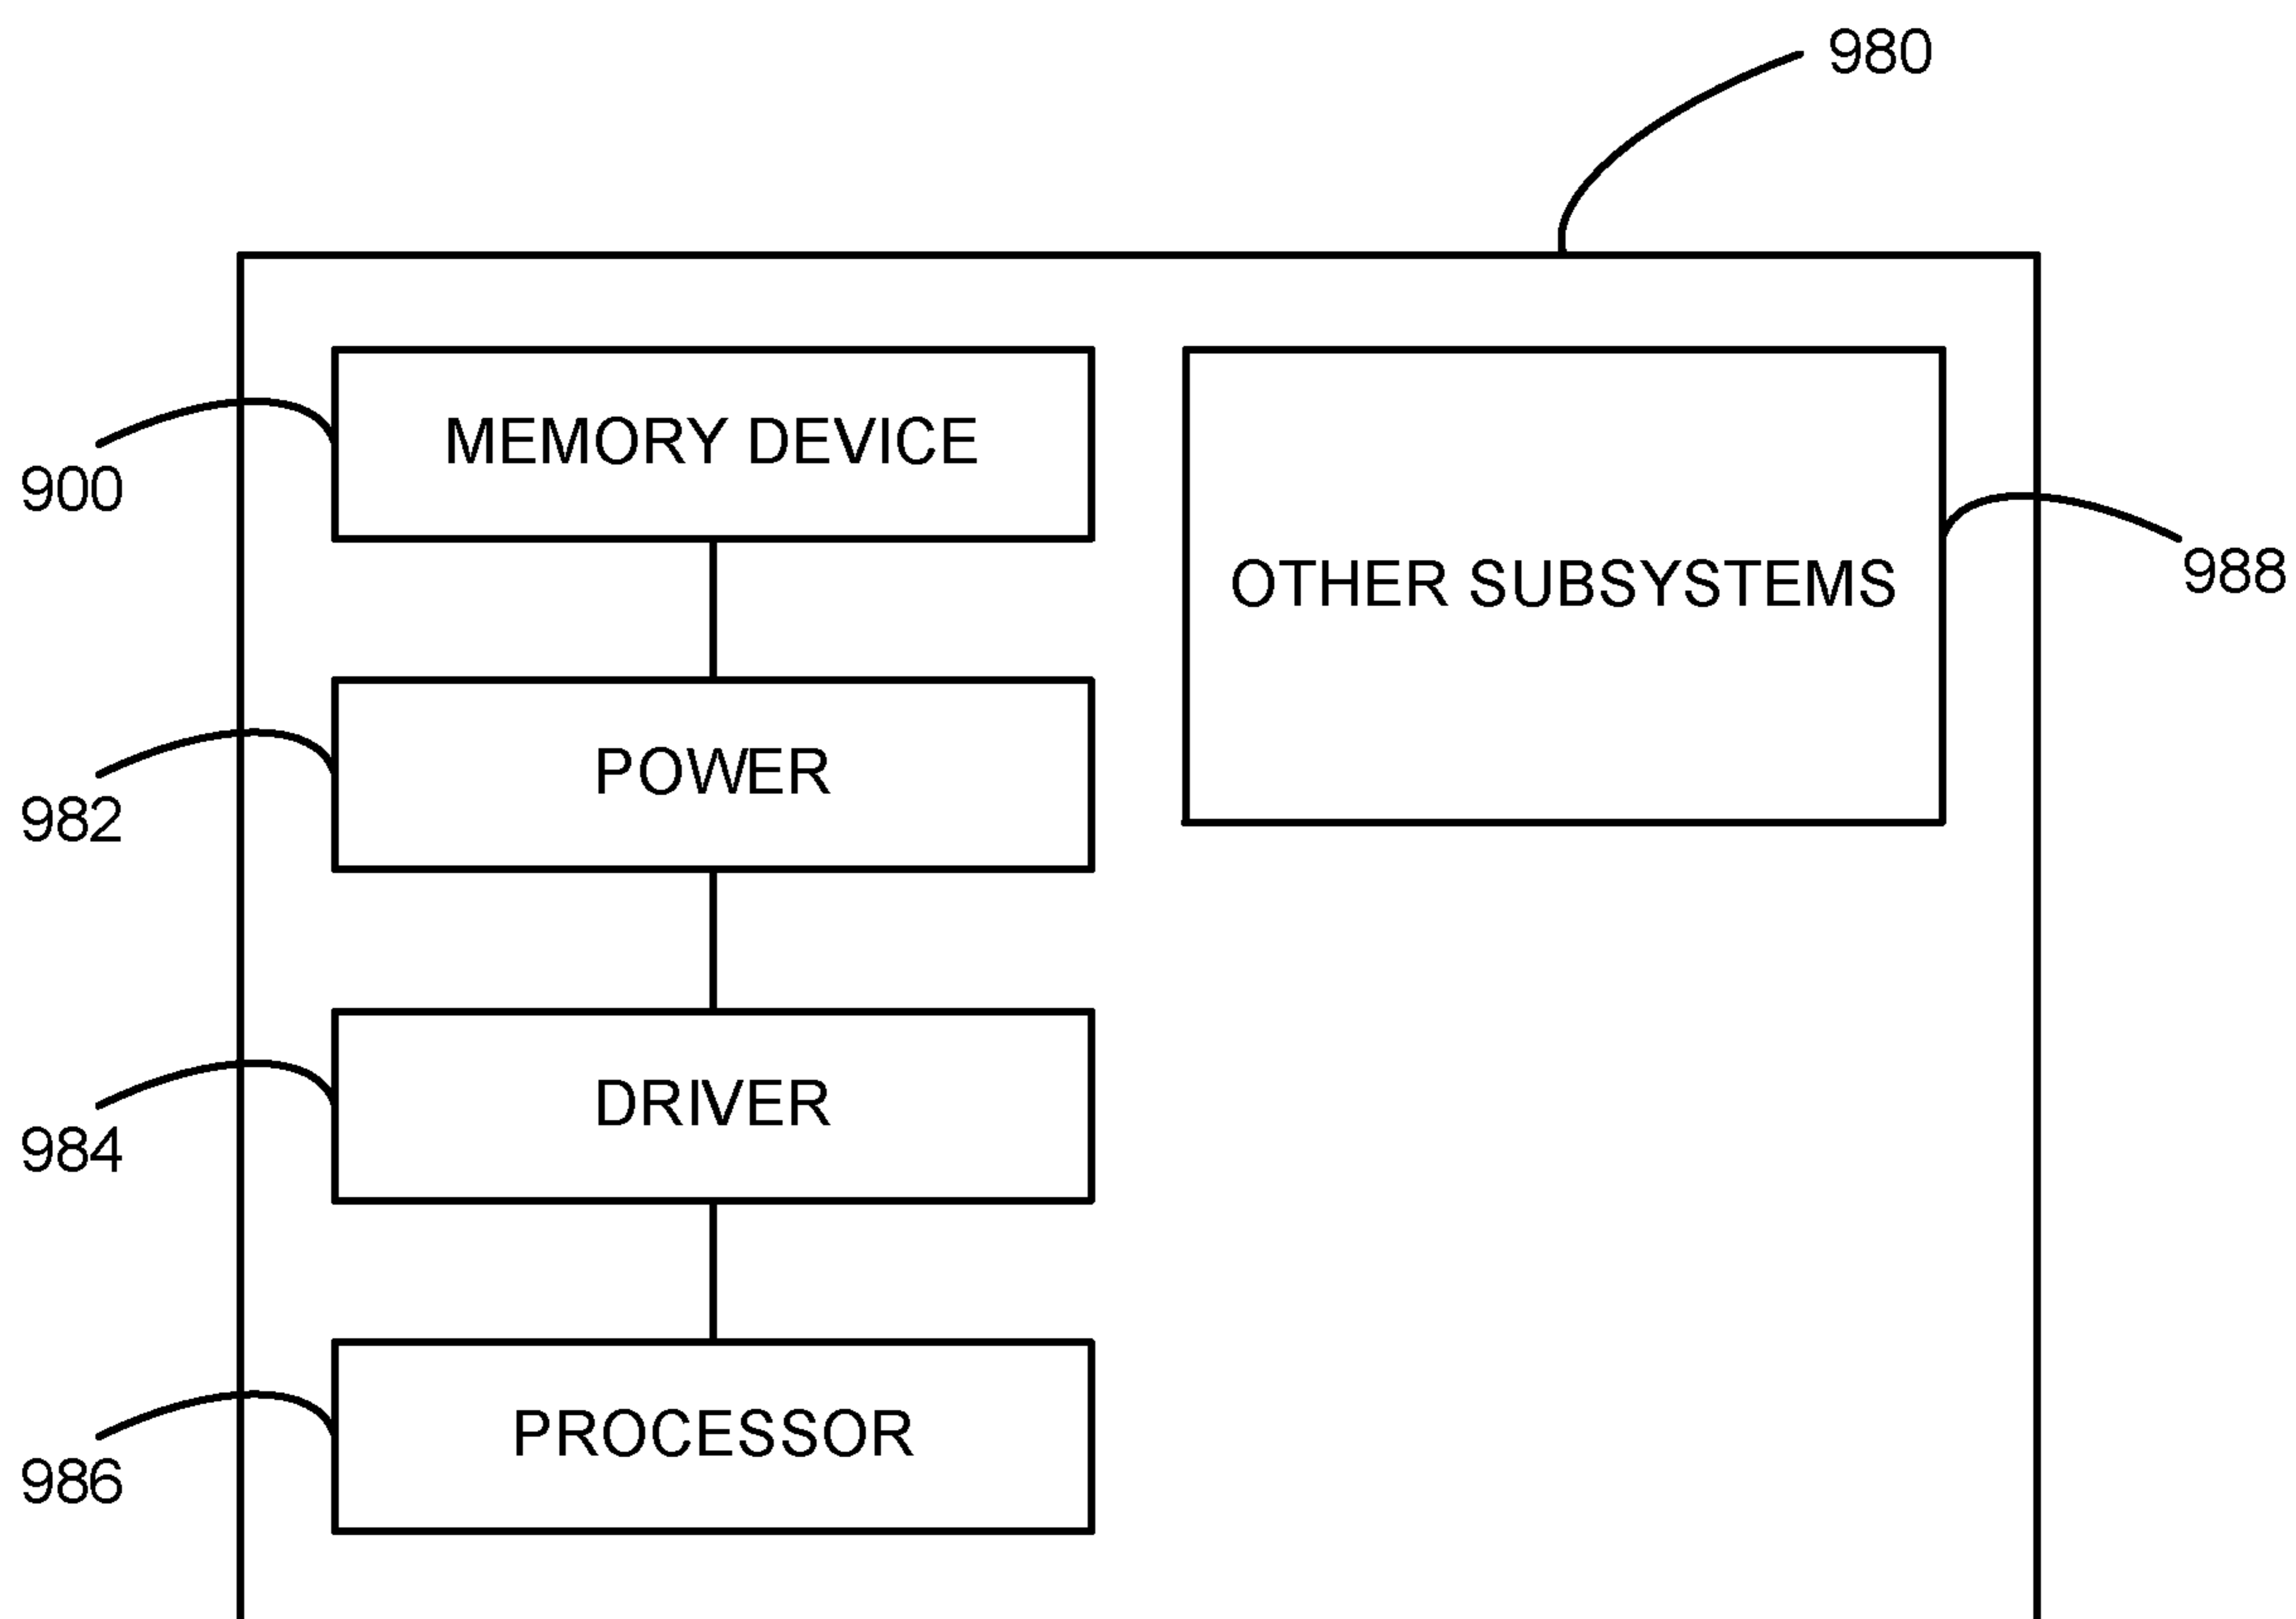 980
MEMORY DEVICE
900
OTHER SUBSYSTEMS
988
POWER
982
DRIVER
984
PROCESSOR
986